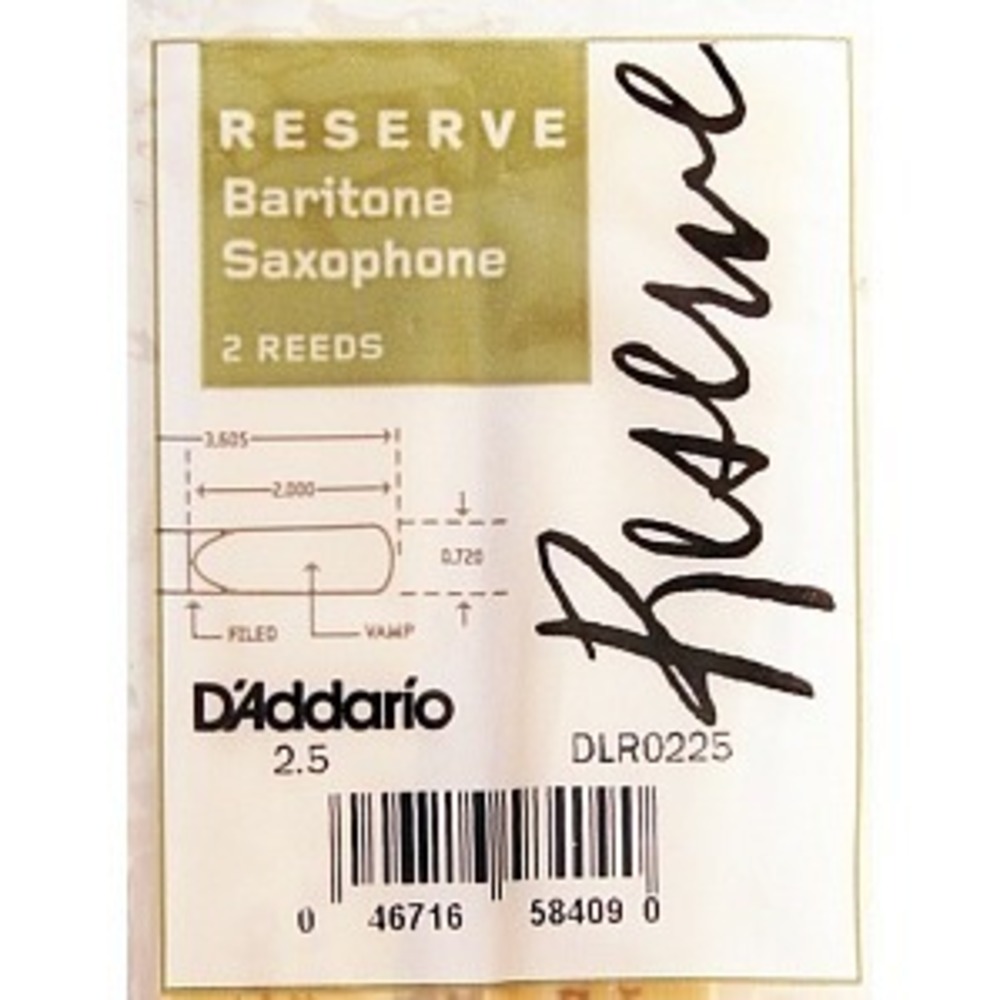 RESERVE
Baritone
Saxophone
2 REEDS
Reserve
3.605
2.000
0.720
FILED
VAMP
D'Addario
2.5
DLR0225
0 46716 58409 0